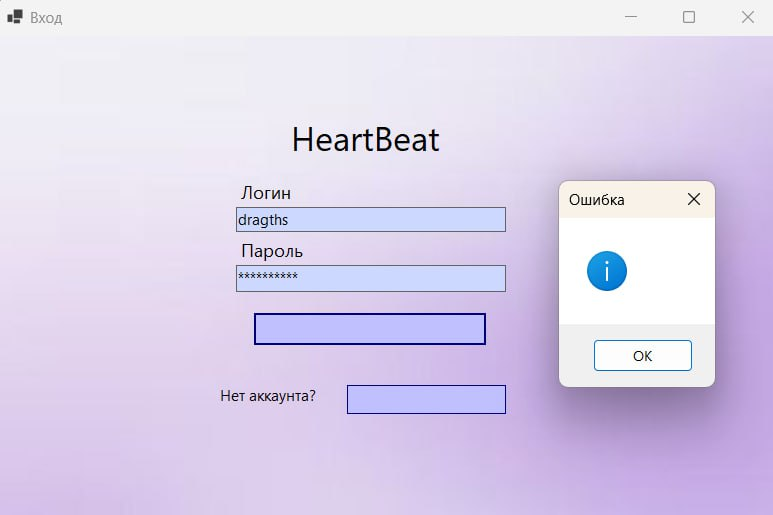 Вход
HeartBeat
Логин
dragths
Пароль
**********
Нет аккаунта?
Ошибка
OK